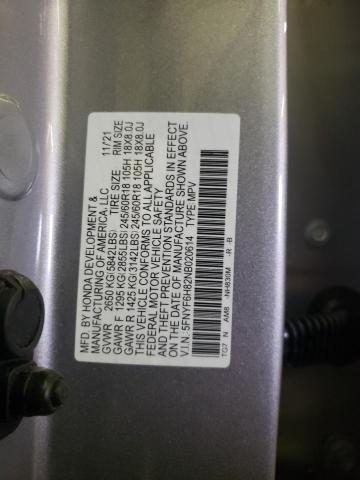 MFD. BY HONDA DEVELOPMENT & 11/21
MANUFACTURING OF AMERICA, LLC
GVWR 2650 KG(5842LBS) TIRE SIZE RIM SIZE
GAWR F 1295 KG(2855LBS) 245/60R18 105H 18X8.0J
GAWR R 1425 KG(3142LBS) 245/60R18 105H 18X8.0J
THIS VEHICLE CONFORMS TO ALL APPLICABLE
FEDERAL MOTOR VEHICLE SAFETY
AND THEFT PREVENTION STANDARDS IN EFFECT
ON THE DATE OF MANUFACTURE SHOWN ABOVE.
V.I.N. 5FNYF6H82NB020614 TYPE: MPV
TG7 N AM8 -NH830M -R -B